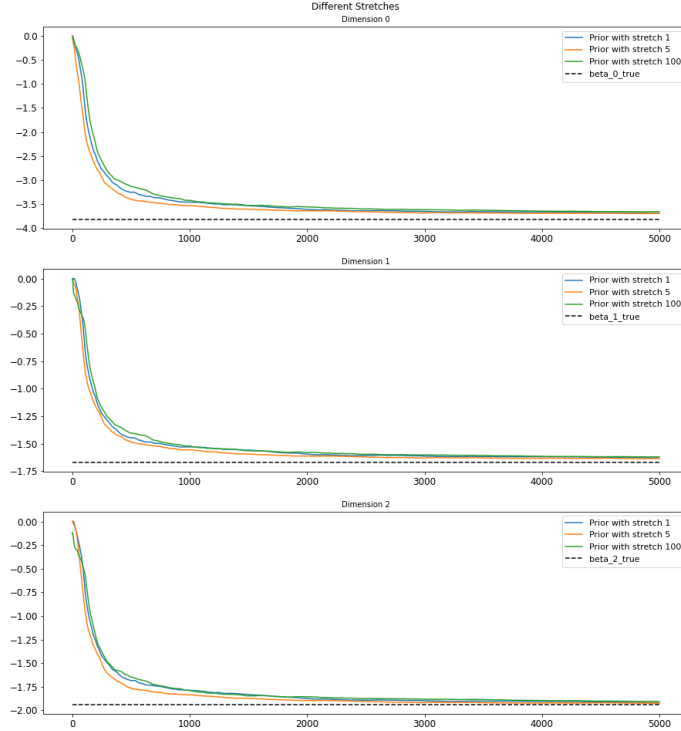 Different Stretches
Dimension 0
0.0
−0.5
−1.0
−1.5
−2.0
−2.5
−3.0
−3.5
−4.0
Prior with stretch 1
Prior with stretch 5
Prior with stretch 100
beta_0_true
0 1000 2000 3000 4000 5000
Dimension 1
0.00
−0.25
−0.50
−0.75
−1.00
−1.25
−1.50
−1.75
Prior with stretch 1
Prior with stretch 5
Prior with stretch 100
beta_1_true
0 1000 2000 3000 4000 5000
Dimension 2
0.00
−0.25
−0.50
−0.75
−1.00
−1.25
−1.50
−1.75
−2.00
Prior with stretch 1
Prior with stretch 5
Prior with stretch 100
beta_2_true
0 1000 2000 3000 4000 5000